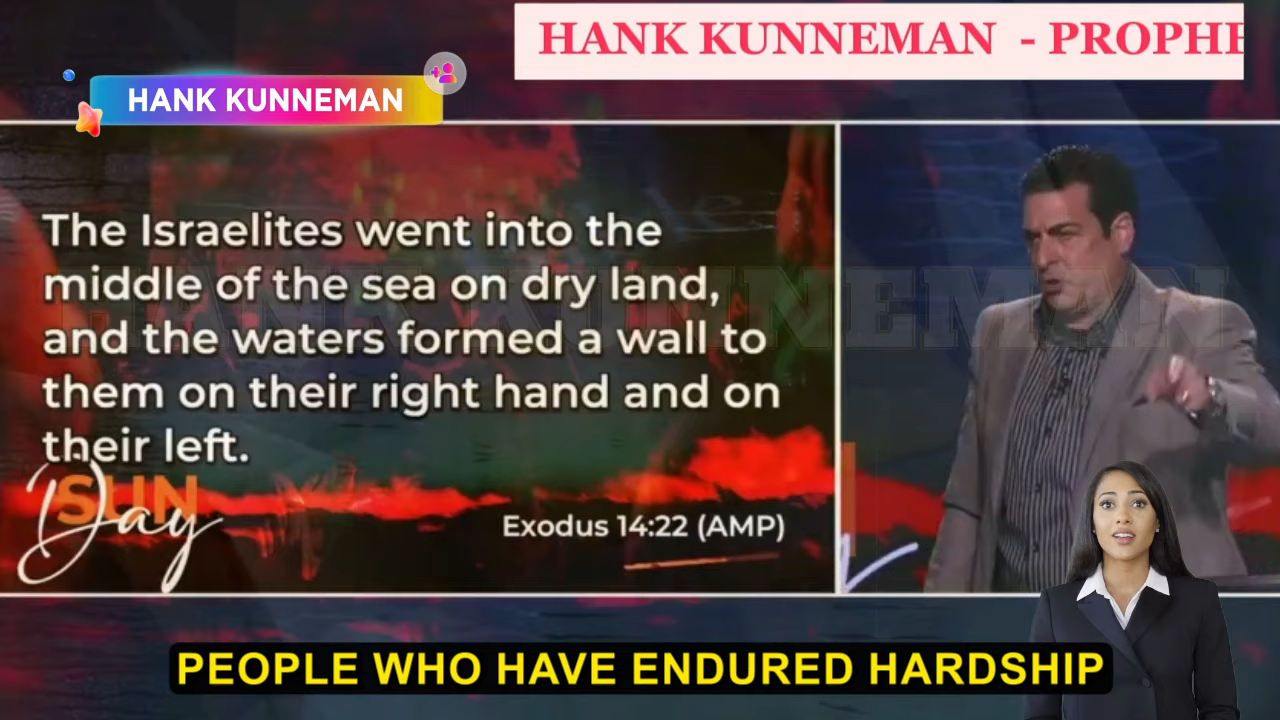 HANK KUNNEMAN - PROPHE
HANK KUNNEMAN
The Israelites went into the
middle of the sea on dry land,
and the waters formed a wall to
them on their right hand and on
their left.
SUN
Day
Exodus 14:22 (AMP)
HANK KUNNEMAN
PEOPLE WHO HAVE ENDURED HARDSHIP